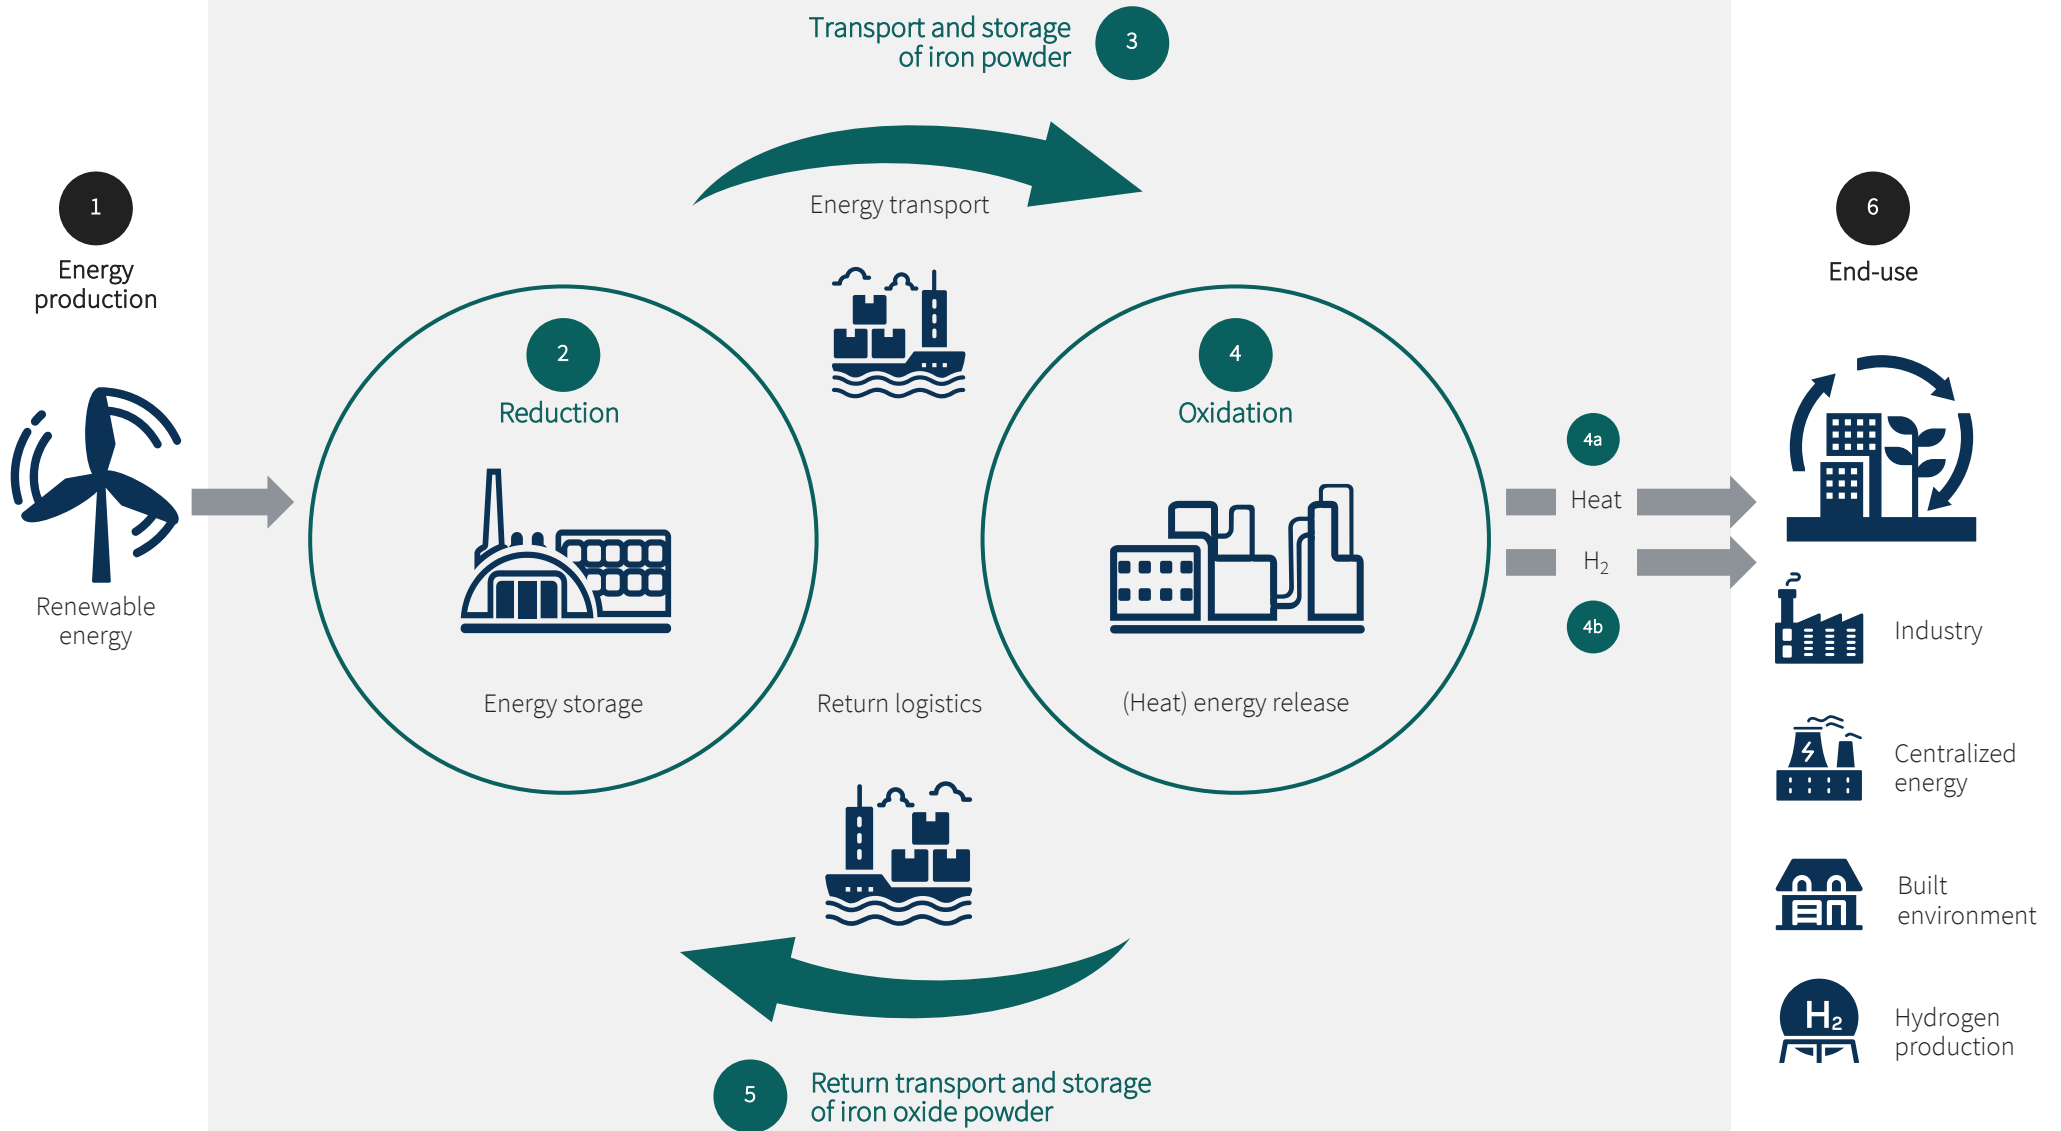 1
Energy
production
Renewable
energy
2
Reduction
Energy storage
Transport and storage
of iron powder
3
Energy transport
4
Oxidation
(Heat) energy release
Return logistics
5
Return transport and storage
of iron oxide powder
4a
Heat
H₂
4b
6
End-use
Industry
Centralized
energy
Built
environment
H₂
Hydrogen
production